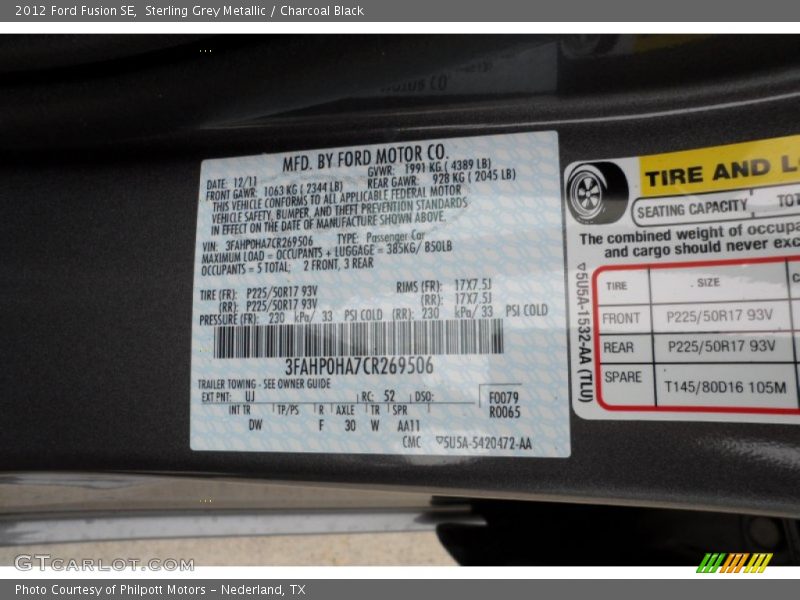 2012 Ford Fusion SE,  Sterling Grey Metallic / Charcoal Black
MFD. BY FORD MOTOR CO.
DATE: 12/11 GVWR: 1991 KG ( 4389 LB)
FRONT GAWR: 1063 KG ( 2344 LB) REAR GAWR: 928 KG ( 2045 LB)
THIS VEHICLE CONFORMS TO ALL APPLICABLE FEDERAL MOTOR
VEHICLE SAFETY, BUMPER, AND THEFT PREVENTION STANDARDS
IN EFFECT ON THE DATE OF MANUFACTURE SHOWN ABOVE.
VIN: 3FAHP0HA7CR269506 TYPE: Passenger Car
MAXIMUM LOAD = OCCUPANTS + LUGGAGE = 385KG/ 850LB
OCCUPANTS = 5 TOTAL; 2 FRONT, 3 REAR
TIRE (FR): P225/50R17 93V RIMS (FR): 17X7.5J
(RR): P225/50R17 93V (RR): 17X7.5J
PRESSURE (FR): 230 kPa/ 33 PSI COLD (RR): 230 kPa/ 33 PSI COLD
3FAHP0HA7CR269506
TRAILER TOWING - SEE OWNER GUIDE
EXT PNT: UJ RC: 52 DSO: F0079
INT TR TP/PS R AXLE TR SPR R0065
DW F 30 W AA11
CMC ▽5U5A-5420472-AA
TIRE AND L
SEATING CAPACITY TOT
The combined weight of occupa
and cargo should never exc
▽5U5A-1532-AA (TLU)
TIRE SIZE C
FRONT P225/50R17 93V
REAR P225/50R17 93V
SPARE T145/80D16 105M
GTCarLot.com
Photo Courtesy of Philpott Motors - Nederland, TX